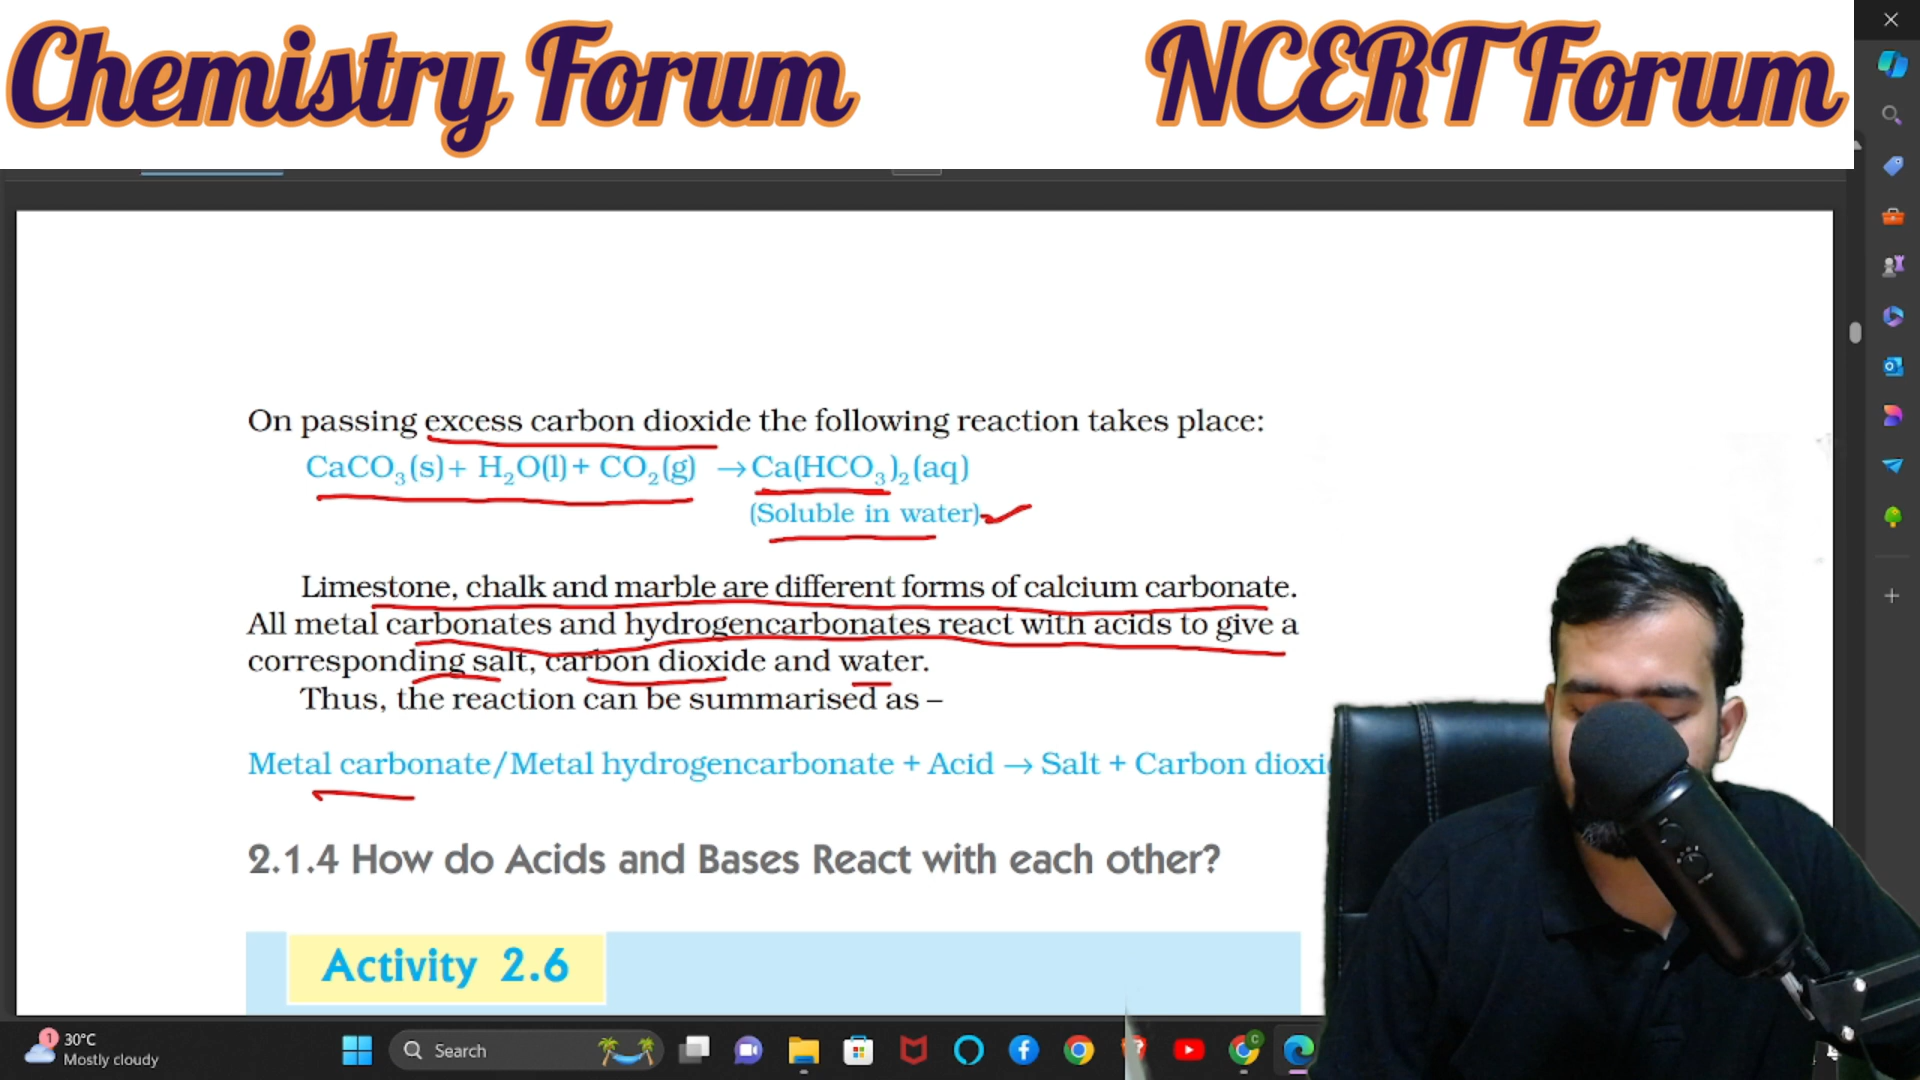 Chemistry Forum NCERT Forum
On passing excess carbon dioxide the following reaction takes place:
CaCO₃(s)+ H₂O(l)+ CO₂(g) →Ca(HCO₃)₂(aq)
(Soluble in water)
Limestone, chalk and marble are different forms of calcium carbonate.
All metal carbonates and hydrogencarbonates react with acids to give a
corresponding salt, carbon dioxide and water.
Thus, the reaction can be summarised as –
Metal carbonate/Metal hydrogencarbonate + Acid → Salt + Carbon
2.1.4 How do Acids and Bases React with each other?
Activity 2.6
1
30°C
Mostly cloudy
Search